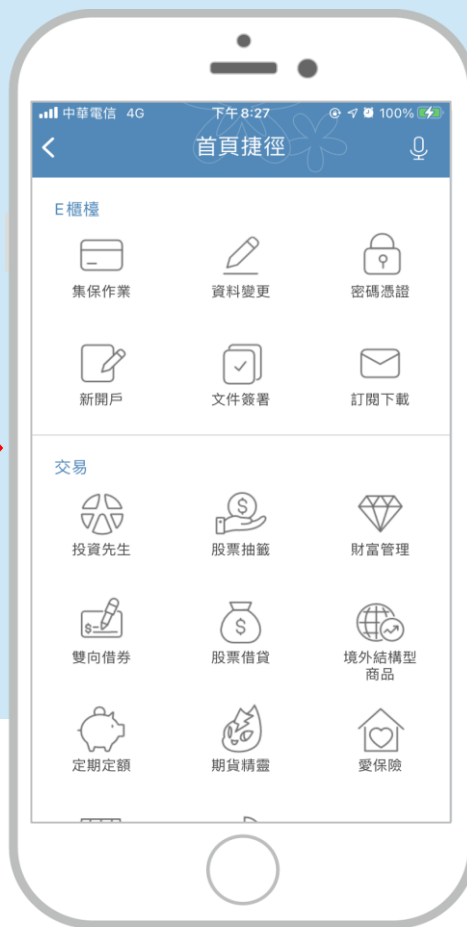 中華電信 4G 下午8:27 100%
首頁捷徑
E櫃檯
集保作業 資料變更 密碼憑證
新開戶 文件簽署 訂閱下載
交易
投資先生 股票抽籤 財富管理
雙向借券 股票借貸 境外結構型
商品
定期定額 期貨精靈 愛保險